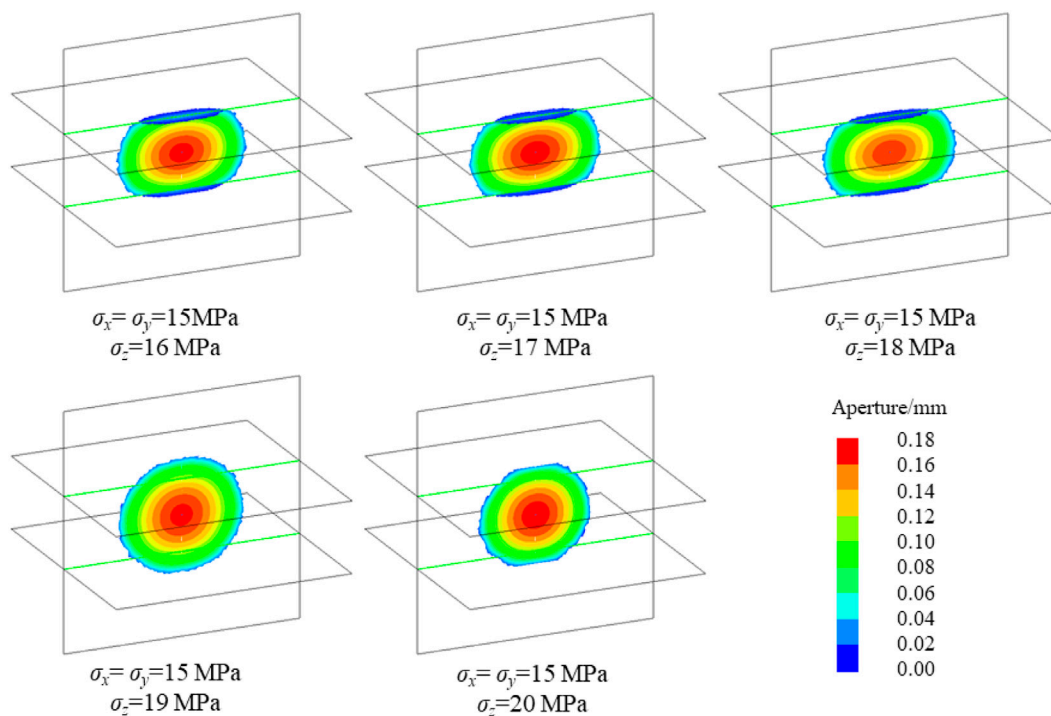 σx= σy=15MPa
σz=16 MPa
σx= σy=15 MPa
σz=17 MPa
σx= σy=15 MPa
σz=18 MPa
σx= σy=15 MPa
σz=19 MPa
σx= σy=15 MPa
σz=20 MPa
Aperture/mm
0.18
0.16
0.14
0.12
0.10
0.08
0.06
0.04
0.02
0.00